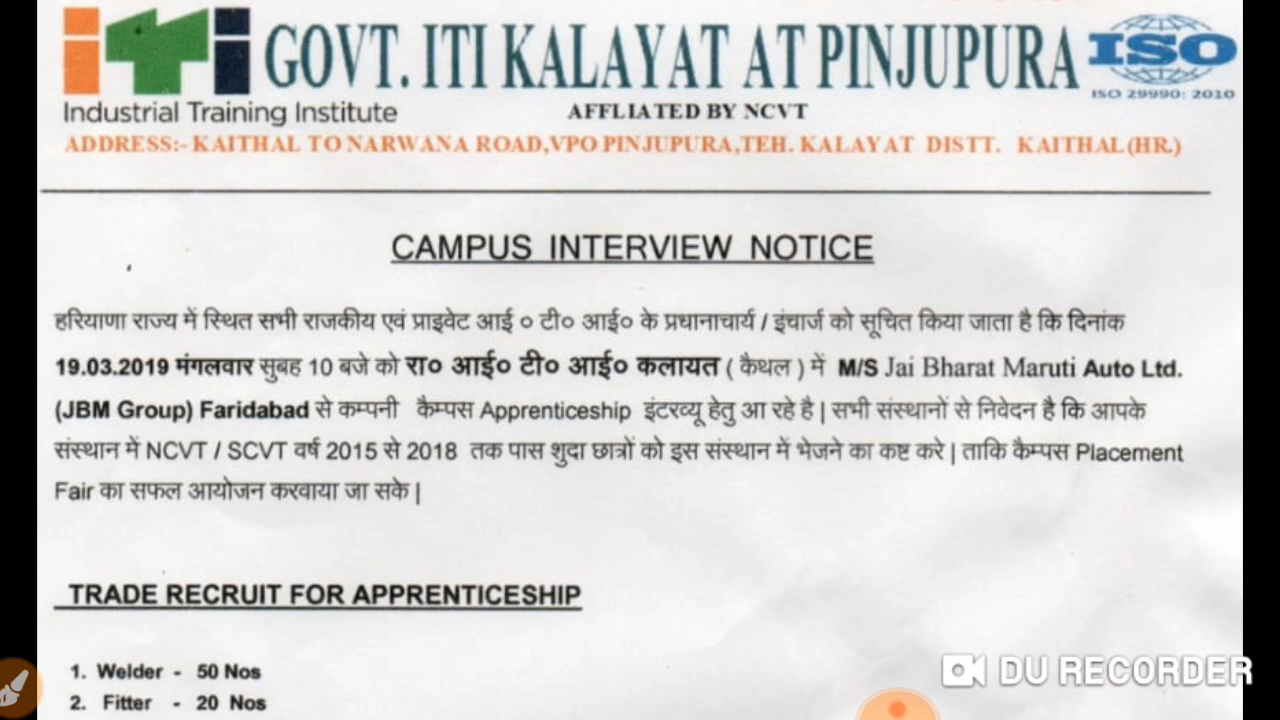 iti GOVT. ITI KALAYAT AT PINJUPURA ISO
Industrial Training Institute AFFLIATED BY NCVT ISO 29990: 2010
ADDRESS:- KAITHAL TO NARWANA ROAD,VPO PINJUPURA,TEH. KALAYAT DISTT. KAITHAL(HR.)
CAMPUS INTERVIEW NOTICE
हरियाणा राज्य में स्थित सभी राजकीय एवं प्राइवेट आई ० टी० आई० के प्रधानाचार्य / इंचार्ज को सूचित किया जाता है कि दिनांक
19.03.2019 मंगलवार सुबह 10 बजे को रा० आई० टी० आई० कलायत ( कैथल ) में M/S Jai Bharat Maruti Auto Ltd.
(JBM Group) Faridabad से कम्पनी कैम्पस Apprenticeship इंटरव्यू हेतु आ रहे है | सभी संस्थानों से निवेदन है कि आपके
संस्थान में NCVT / SCVT वर्ष 2015 से 2018 तक पास शुदा छात्रों को इस संस्थान में भेजने का कष्ट करे | ताकि कैम्पस Placement
Fair का सफल आयोजन करवाया जा सके |
TRADE RECRUIT FOR APPRENTICESHIP
1. Welder - 50 Nos
2. Fitter - 20 Nos
DU RECORDER